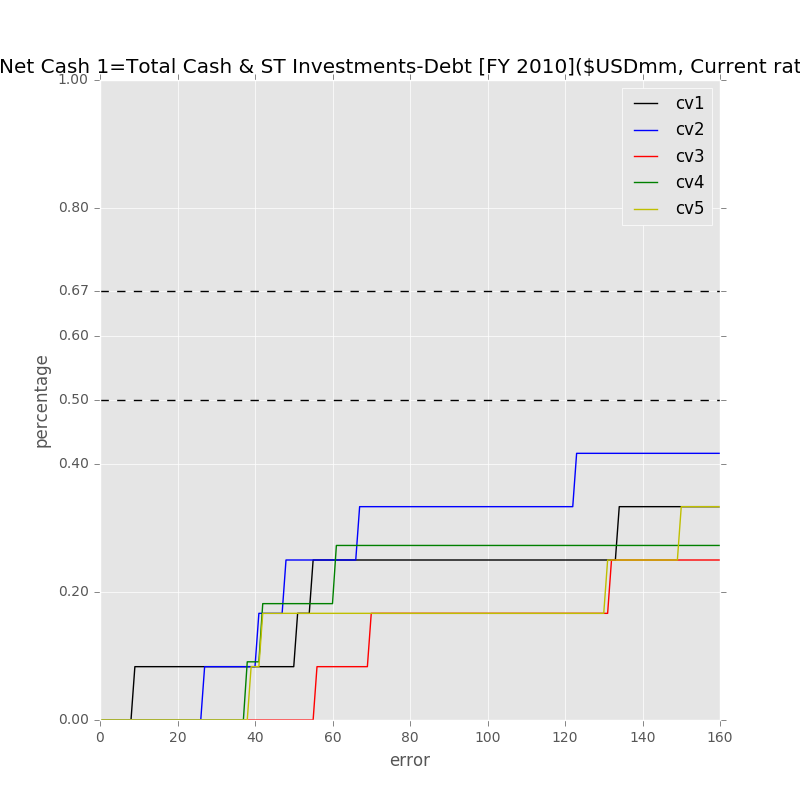 Net Cash 1=Total Cash & ST Investments-Debt [FY 2010]($USDmm, Current rat
1.00
cv1
cv2
cv3
cv4
cv5
0.80
0.67
0.60
0.50
0.40
0.20
0.00
percentage
0 20 40 60 80 100 120 140 160
error